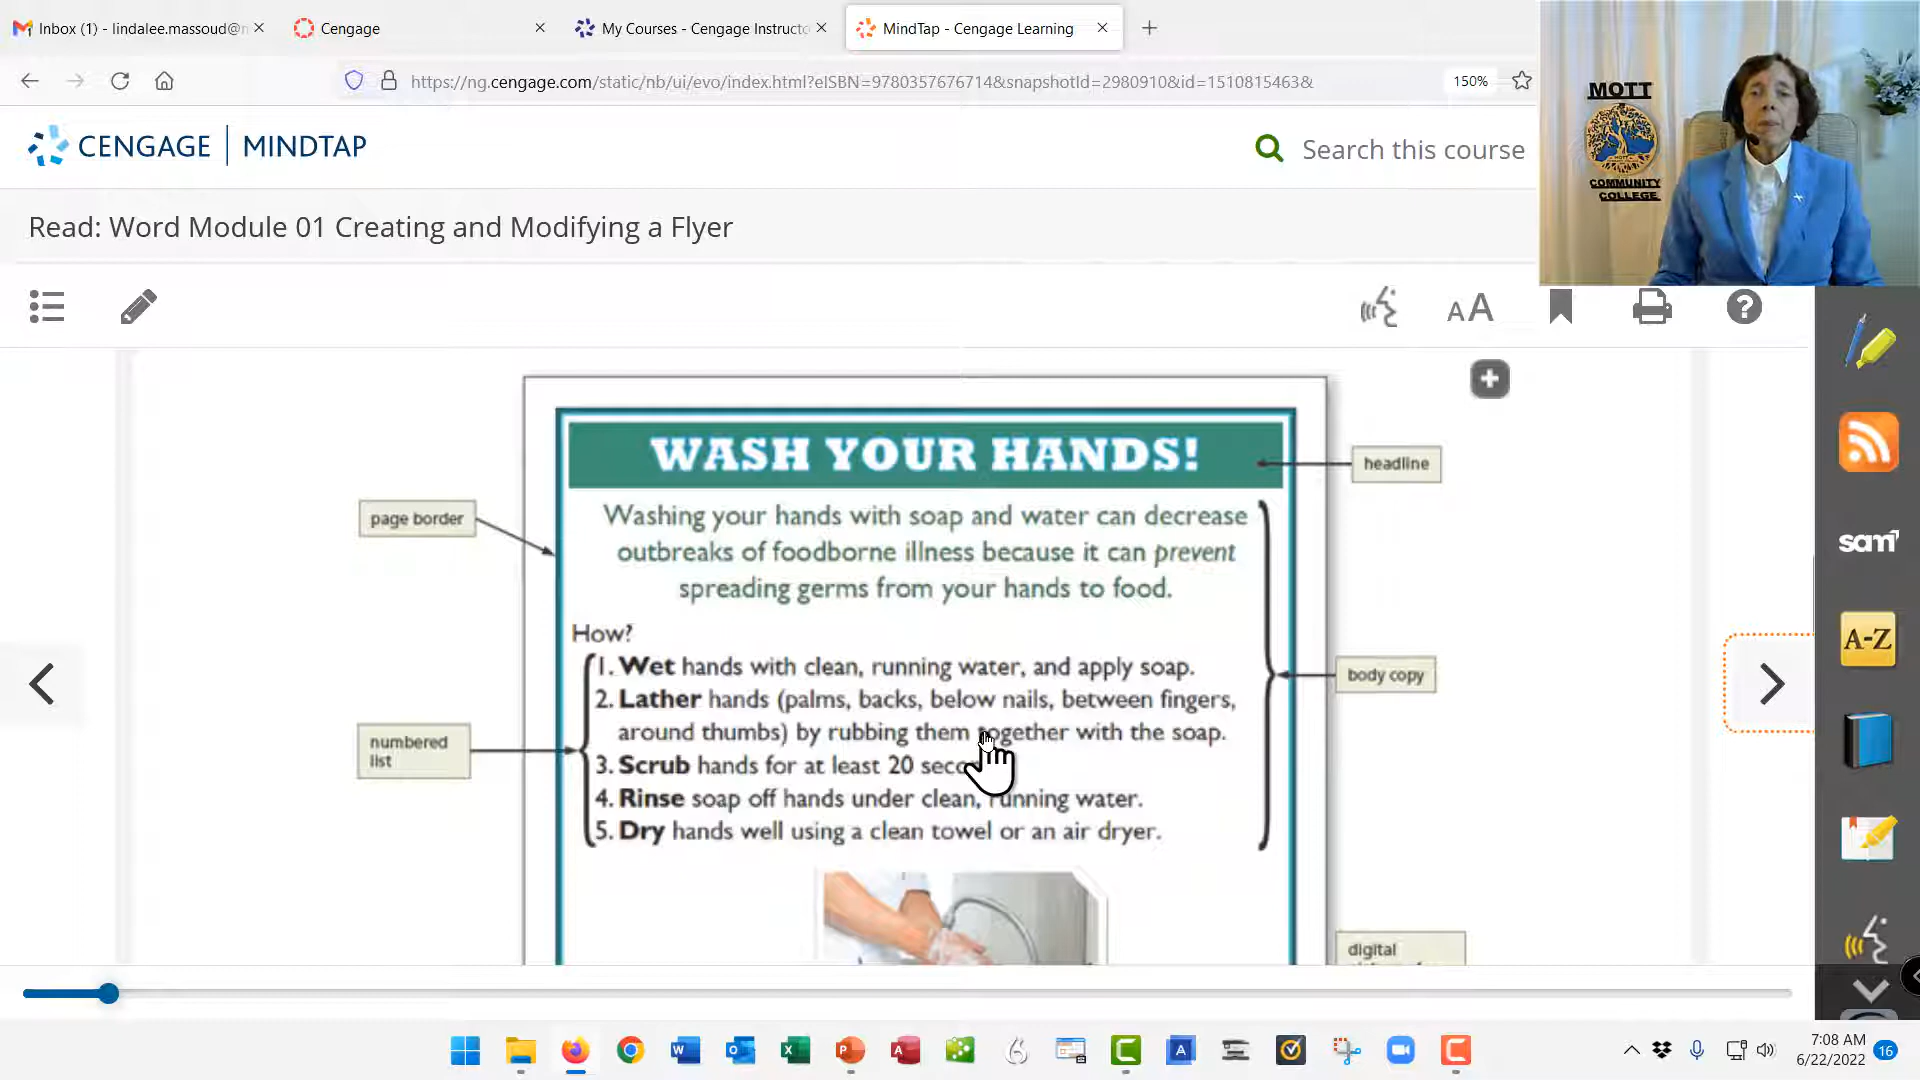 Inbox (1) - lindalee.massoud@
Cengage
My Courses - Cengage Instructo
MindTap - Cengage Learning
https://ng.cengage.com/static/nb/ui/evo/index.html?eISBN=9780357676714&snapshotId=2980910&id=1510815463&
150%
MOTT
COMMUNITY
COLLEGE
CENGAGE | MINDTAP
Search this course
Read: Word Module 01 Creating and Modifying a Flyer
AA
WASH YOUR HANDS!
headline
page border
Washing your hands with soap and water can decrease
outbreaks of foodborne illness because it can prevent
spreading germs from your hands to food.
How?
1. Wet hands with clean, running water, and apply soap.
2. Lather hands (palms, backs, below nails, between fingers,
around thumbs) by rubbing them together with the soap.
3. Scrub hands for at least 20
4. Rinse soap off hands under clean, running water.
5. Dry hands well using a clean towel or an air dryer.
body copy
numbered
list
digital
sam
A-Z
7:08 AM
6/22/2022
16